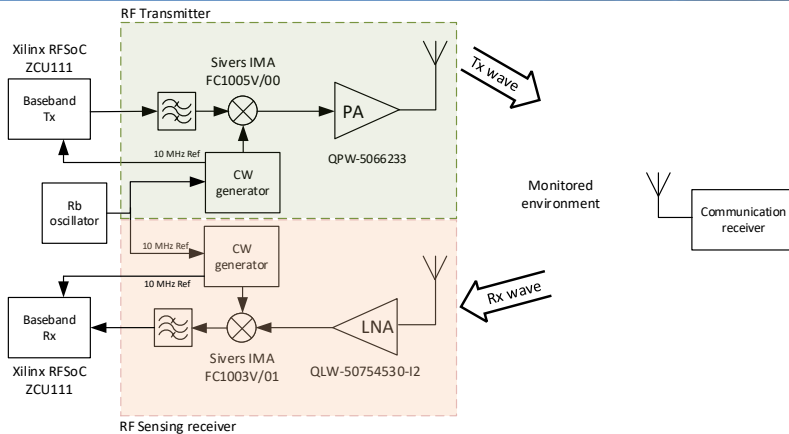 RF Transmitter
Xilinx RFSoC
ZCU111
Baseband
Tx
Sivers IMA
FC1005V/00
PA
QPW-5066233
10 MHz Ref
CW
generator
Rb
oscillator
Tx wave
Monitored
environment
Communication
receiver
10 MHz Ref
10 MHz Ref
CW
generator
Rx wave
Baseband
Rx
Xilinx RFSoC
ZCU111
Sivers IMA
FC1003V/01
LNA
QLW-50754530-I2
RF Sensing receiver